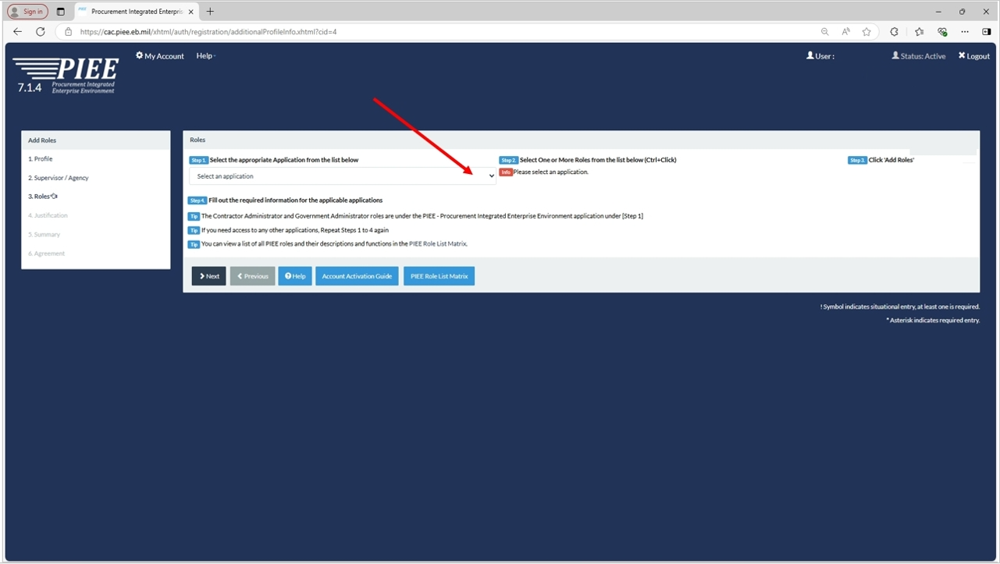 Sign in
PIEE Procurement Integrated Enterpris
https://cac.piee.eb.mil/xhtml/auth/registration/additionalProfileInfo.xhtml?cid=4
PIEE
7.1.4
Procurement Integrated
Enterprise Environment
My Account
Help
User :
Status: Active
Logout
Add Roles
1. Profile
2. Supervisor / Agency
3. Roles
4. Justification
5. Summary
6. Agreement
Roles
Step 1. Select the appropriate Application from the list below
Select an application
Step 2. Select One or More Roles from the list below (Ctrl+Click)
Info Please select an application.
Step 3. Click 'Add Roles'
Step 4. Fill out the required information for the applicable applications
Tip The Contractor Administrator and Government Administrator roles are under the PIEE - Procurement Integrated Enterprise Environment application under [Step 1]
Tip If you need access to any other applications, Repeat Steps 1 to 4 again
Tip You can view a list of all PIEE roles and their descriptions and functions in the PIEE Role List Matrix.
Next
Previous
Help
Account Activation Guide
PIEE Role List Matrix
! Symbol indicates situational entry, at least one is required.
* Asterisk indicates required entry.